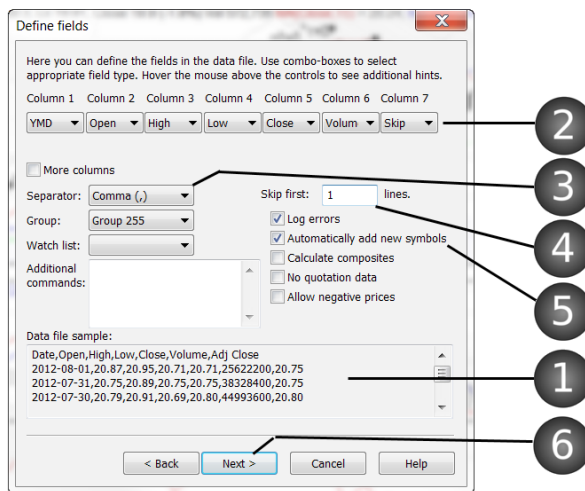 Define fields
Here you can define the fields in the data file. Use combo-boxes to select
appropriate field type. Hover the mouse above the controls to see additional hints.
Column 1 Column 2 Column 3 Column 4 Column 5 Column 6 Column 7
YMD Open High Low Close Volum Skip
2
More columns
Separator: Comma (,)
Skip first: 1 lines.
3
Group: Group 255
Log errors
4
Watch list:
Automatically add new symbols
Calculate composites
Additional
commands:
No quotation data
Allow negative prices
5
Data file sample:
Date,Open,High,Low,Close,Volume,Adj Close
2012-08-01,20.87,20.95,20.71,20.71,25622200,20.75
2012-07-31,20.75,20.89,20.75,20.75,38328400,20.75
2012-07-30,20.79,20.91,20.69,20.80,44993600,20.80
1
6
< Back Next > Cancel Help